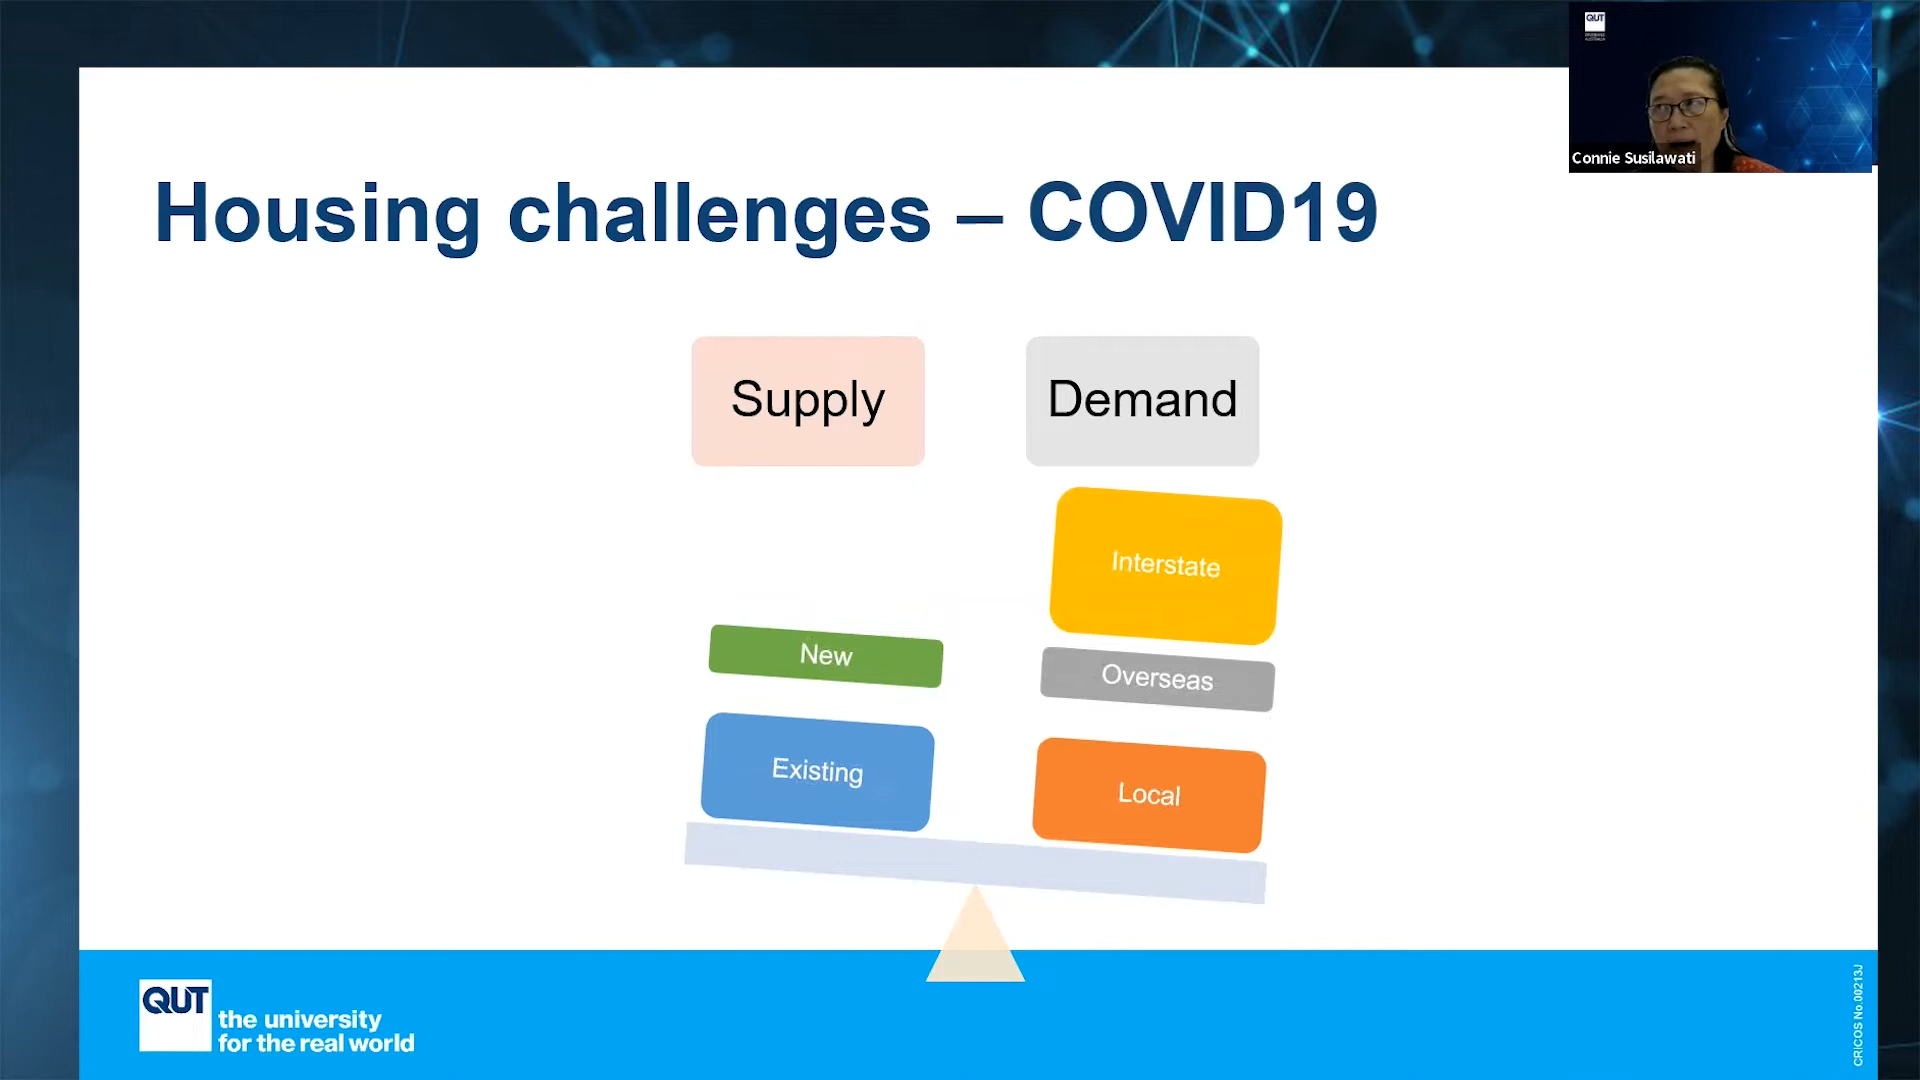 QUT
Connie Susilawati
Housing challenges – COVID19
Supply
Demand
Interstate
New
Overseas
Existing
Local
QUT
the university
for the real world
CRICOS No.00213J